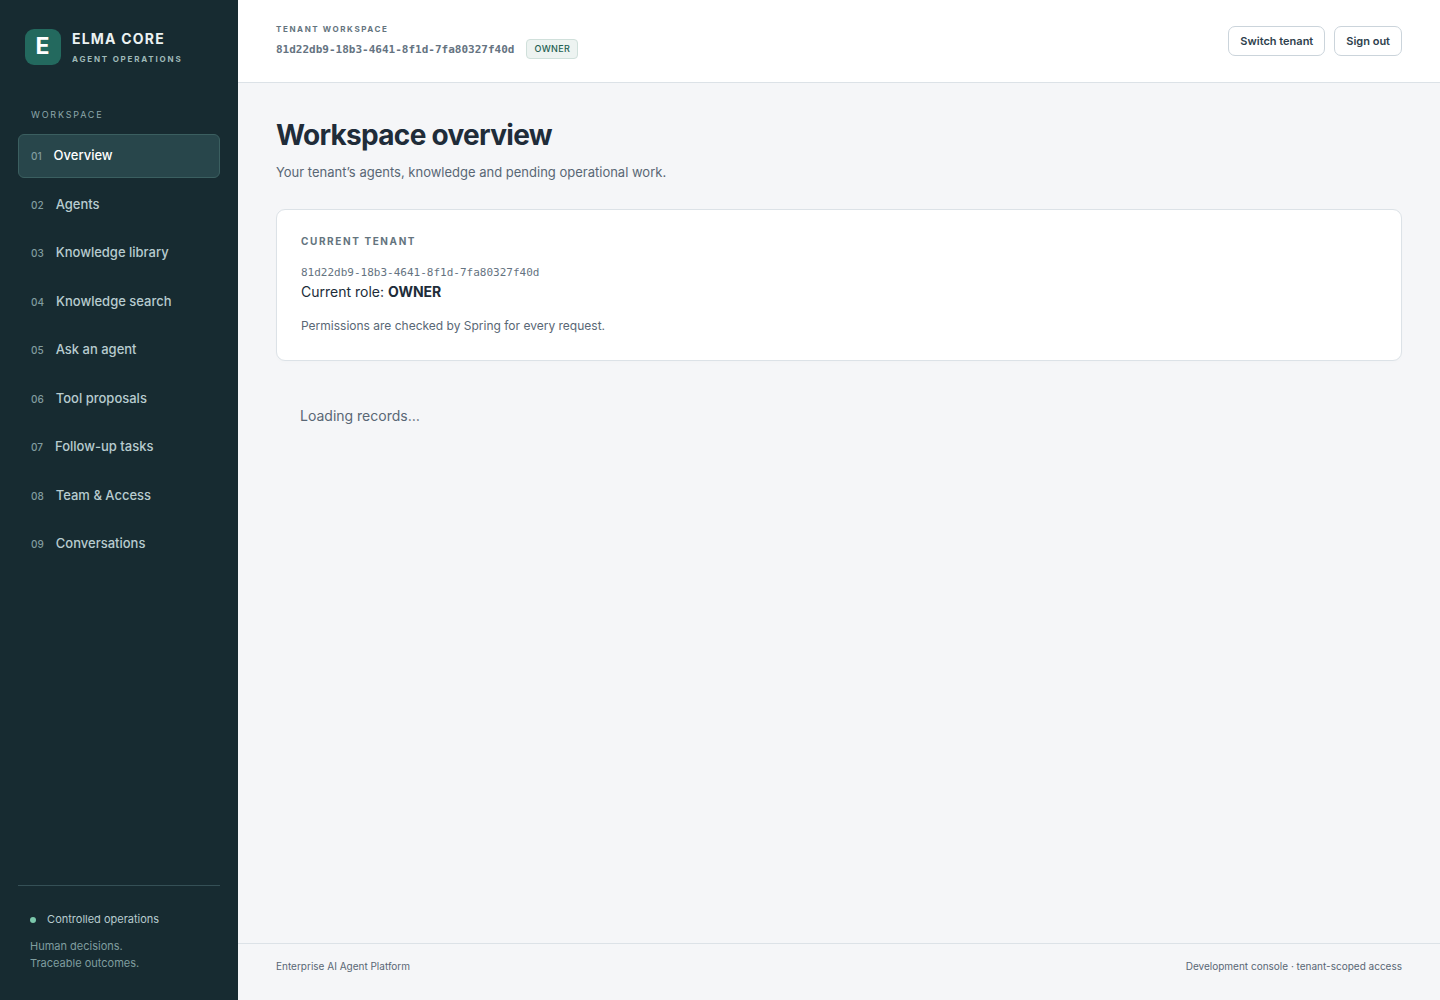 E
ELMA CORE
AGENT OPERATIONS
WORKSPACE
01 Overview
02 Agents
03 Knowledge library
04 Knowledge search
05 Ask an agent
06 Tool proposals
07 Follow-up tasks
08 Team & Access
09 Conversations
Controlled operations
Human decisions.
Traceable outcomes.
TENANT WORKSPACE
81d22db9-18b3-4641-8f1d-7fa80327f40d OWNER
Switch tenant
Sign out
Workspace overview
Your tenant's agents, knowledge and pending operational work.
CURRENT TENANT
81d22db9-18b3-4641-8f1d-7fa80327f40d
Current role: OWNER
Permissions are checked by Spring for every request.
Loading records...
Enterprise AI Agent Platform
Development console · tenant-scoped access